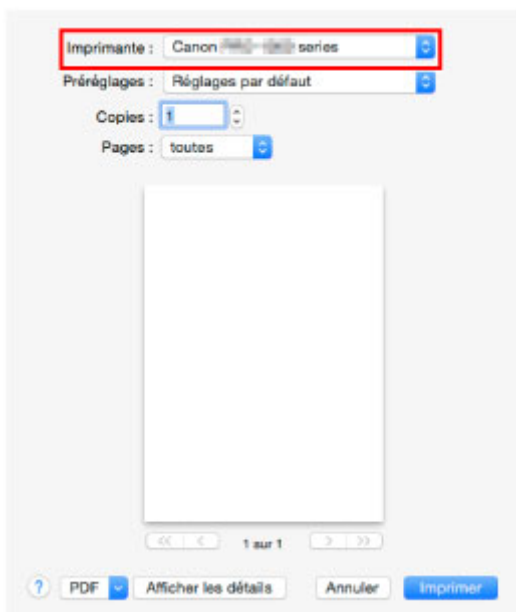 Imprimante : Canon series
Préréglages : Réglages par défaut
Copies : 1
Pages : toutes
1 sur 1
? PDF Afficher les détails Annuler Imprimer